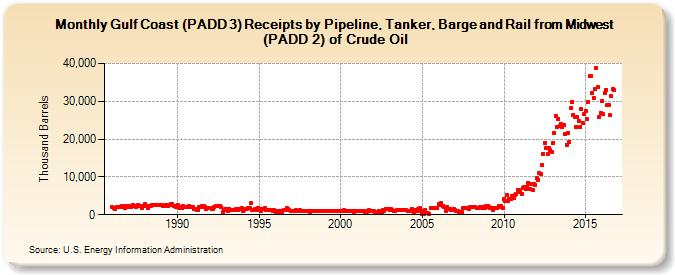 Monthly Gulf Coast (PADD 3) Receipts by Pipeline, Tanker, Barge and Rail from Midwest
(PADD 2) of Crude Oil
Thousand Barrels
40,000
30,000
20,000
10,000
0
1990
1995
2000
2005
2010
2015
Source: U.S. Energy Information Administration